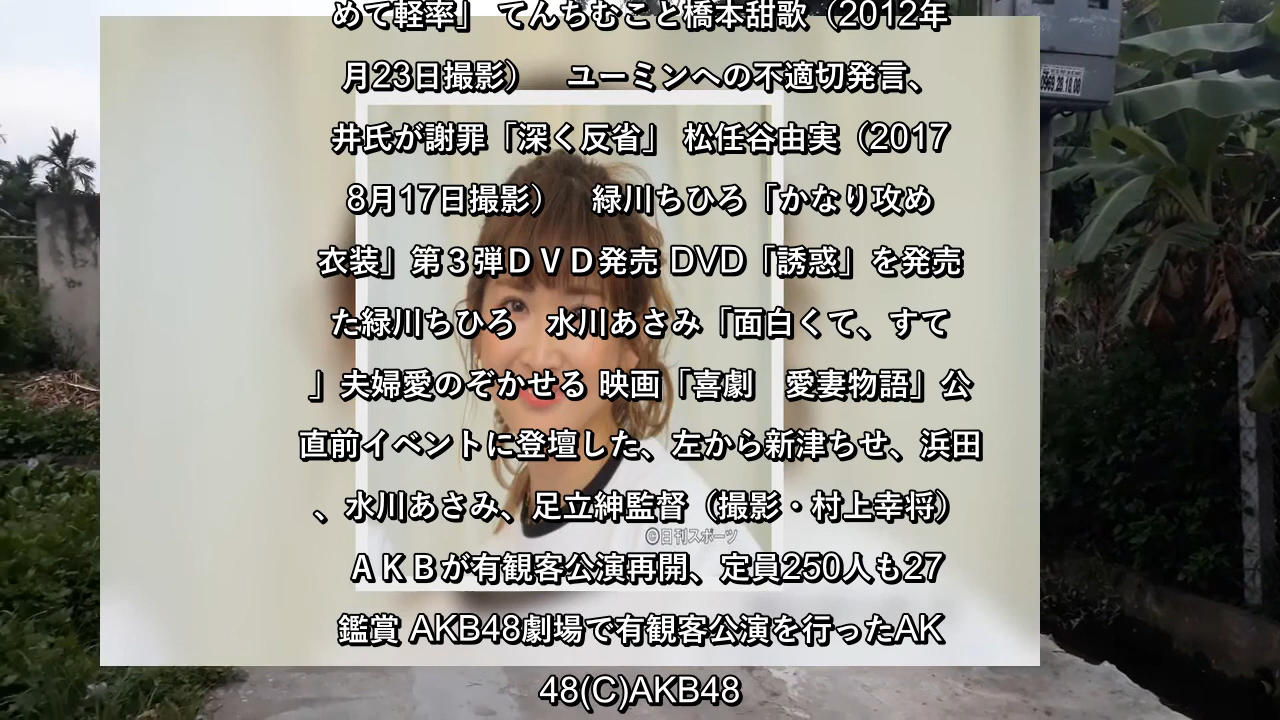 めて軽率」 てんちむこと橋本甜歌（2012年
月23日撮影）　ユーミンへの不適切発言、
井氏が謝罪「深く反省」 松任谷由実（2017
8月17日撮影）　緑川ちひろ「かなり攻め
衣装」第３弾ＤＶＤ発売 DVD「誘惑」を発売
た緑川ちひろ　水川あさみ「面白くて、すて
」夫婦愛のぞかせる 映画「喜劇　愛妻物語」公
直前イベントに登壇した、左から新津ちせ、浜田
、水川あさみ、足立紳監督（撮影・村上幸将）
©日刊スポーツ
ＡＫＢが有観客公演再開、定員250人も27
鑑賞 AKB48劇場で有観客公演を行ったAK
48(C)AKB48